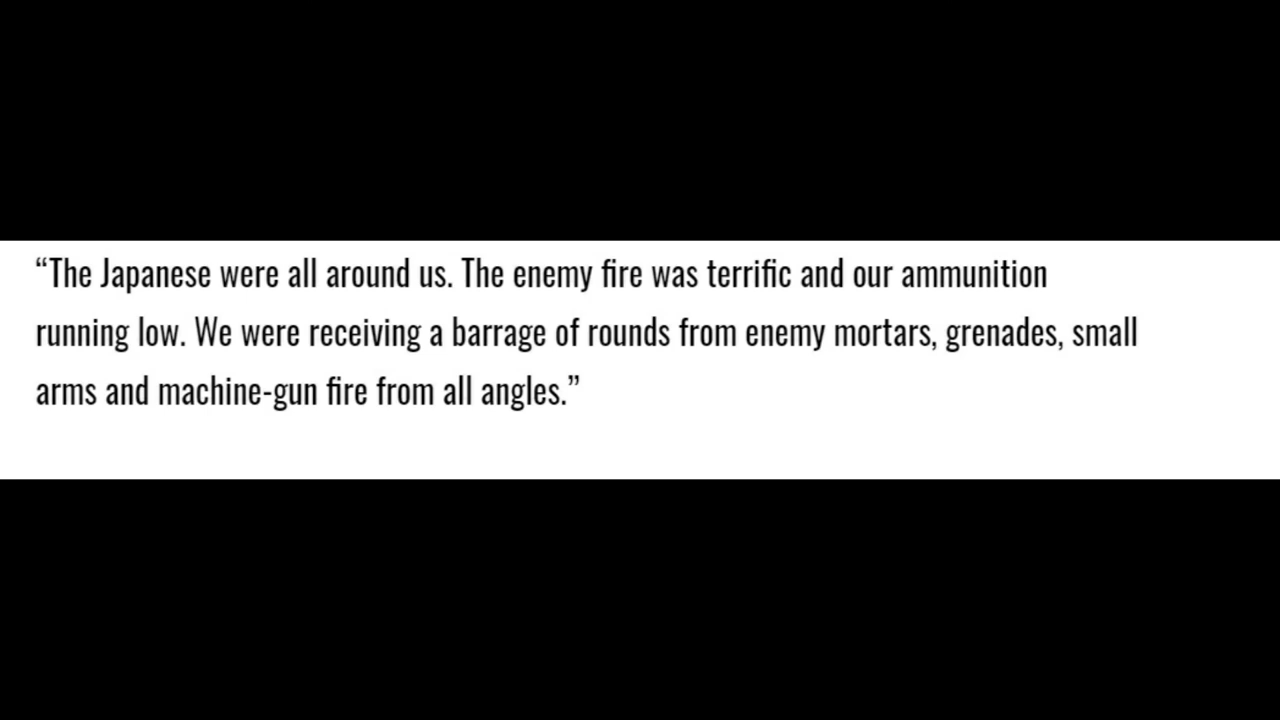 “The Japanese were all around us. The enemy fire was terrific and our ammunition
running low. We were receiving a barrage of rounds from enemy mortars, grenades, small
arms and machine-gun fire from all angles.”